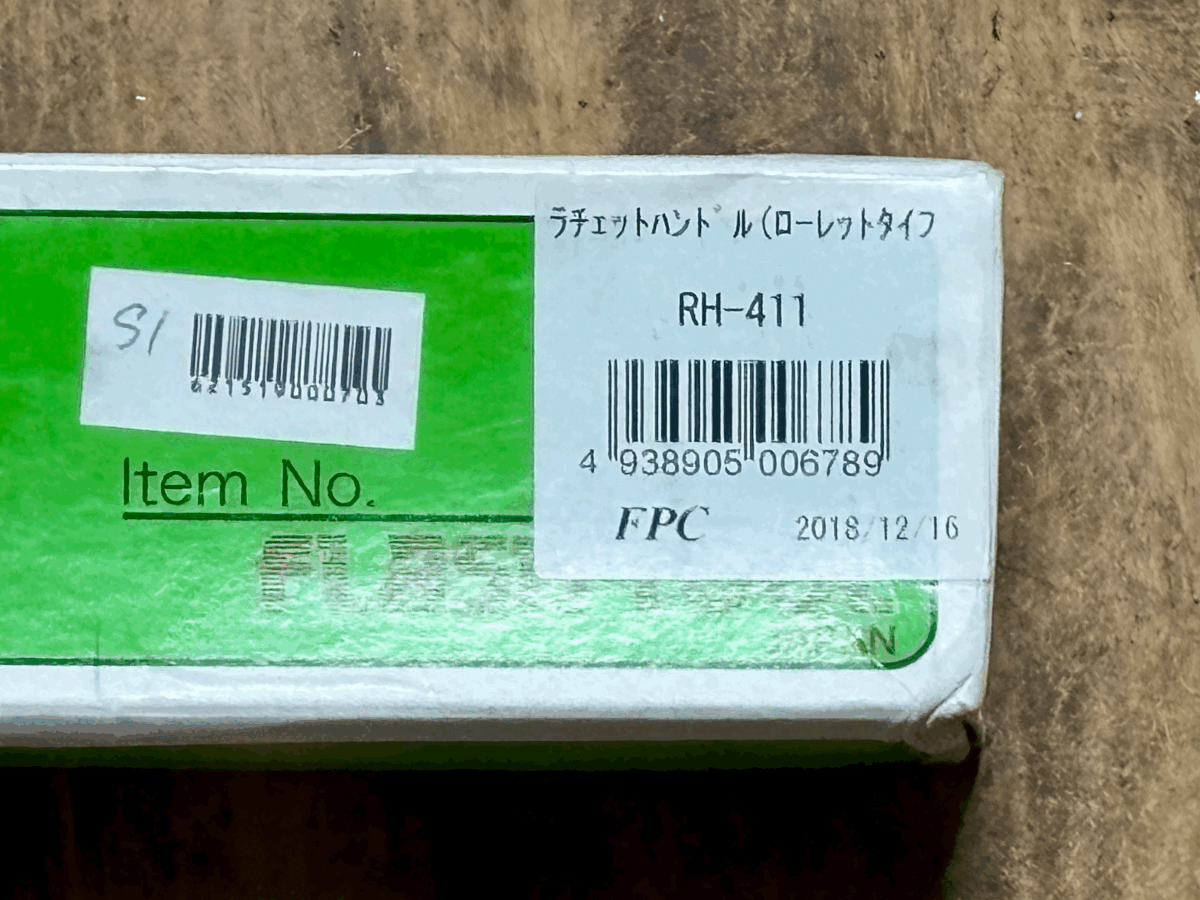 ﾗﾁｪｯﾄﾊﾝﾄﾞﾙ(ﾛｰﾚｯﾄﾀｲﾌ
RH-411
4 938905 006789
FPC 2018/12/16
S1
Item No.